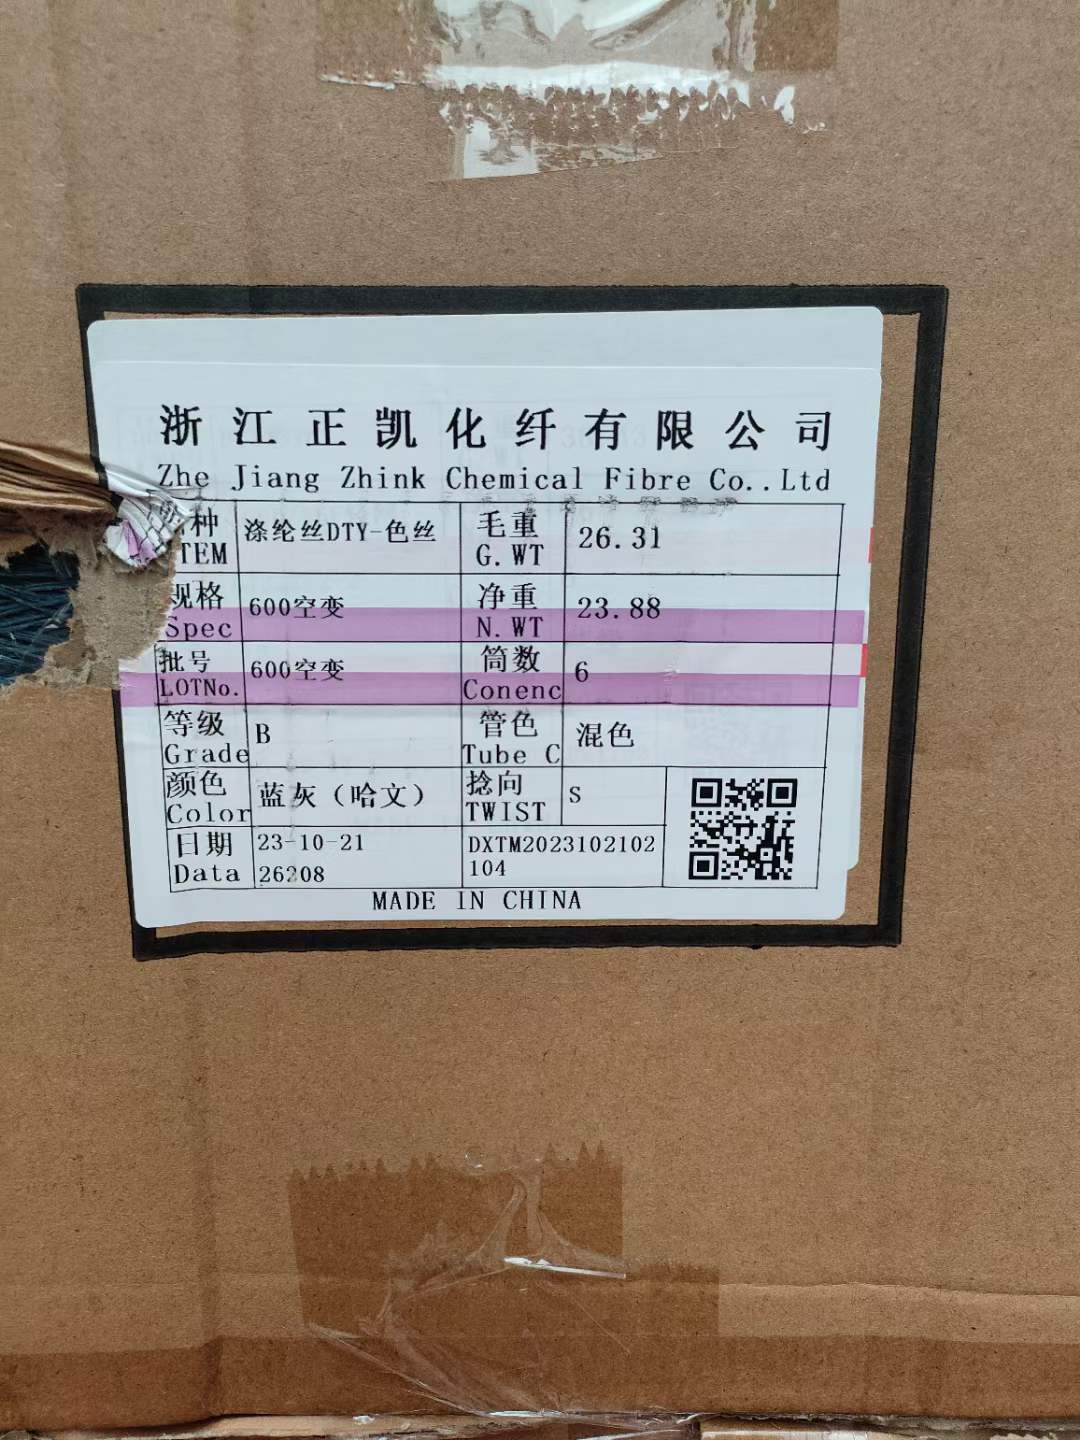 浙江正凯化纤有限公司
Zhe Jiang Zhink Chemical Fibre Co..Ltd
种 涤纶丝DTY-色丝 毛重 26.31
TEM G.WT
规格 600空变 净重 23.88
Spec N.WT
批号 600空变 筒数 6
LOTNo. Conenc
等级 B 管色 混色
Grade Tube C
颜色 蓝灰（哈文） 捻向 S
Color TWIST
日期 23-10-21 DXTM2023102102
Data 26208 104
MADE IN CHINA